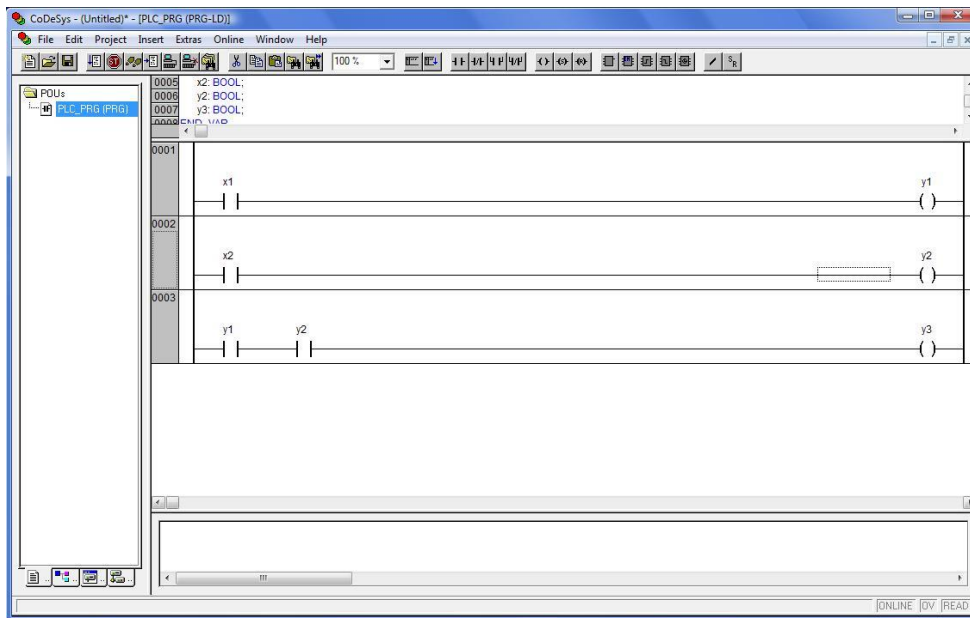 CoDeSys - (Untitled)* - [PLC_PRG (PRG-LD)]
File Edit Project Insert Extras Online Window Help
100 %
POUs
PLC_PRG (PRG)
0005 x2: BOOL;
0006 y2: BOOL;
0007 y3: BOOL;
0008 END_VAR
0001
x1 y1
0002
x2 y2
0003
y1 y2 y3
ONLINE OV READ